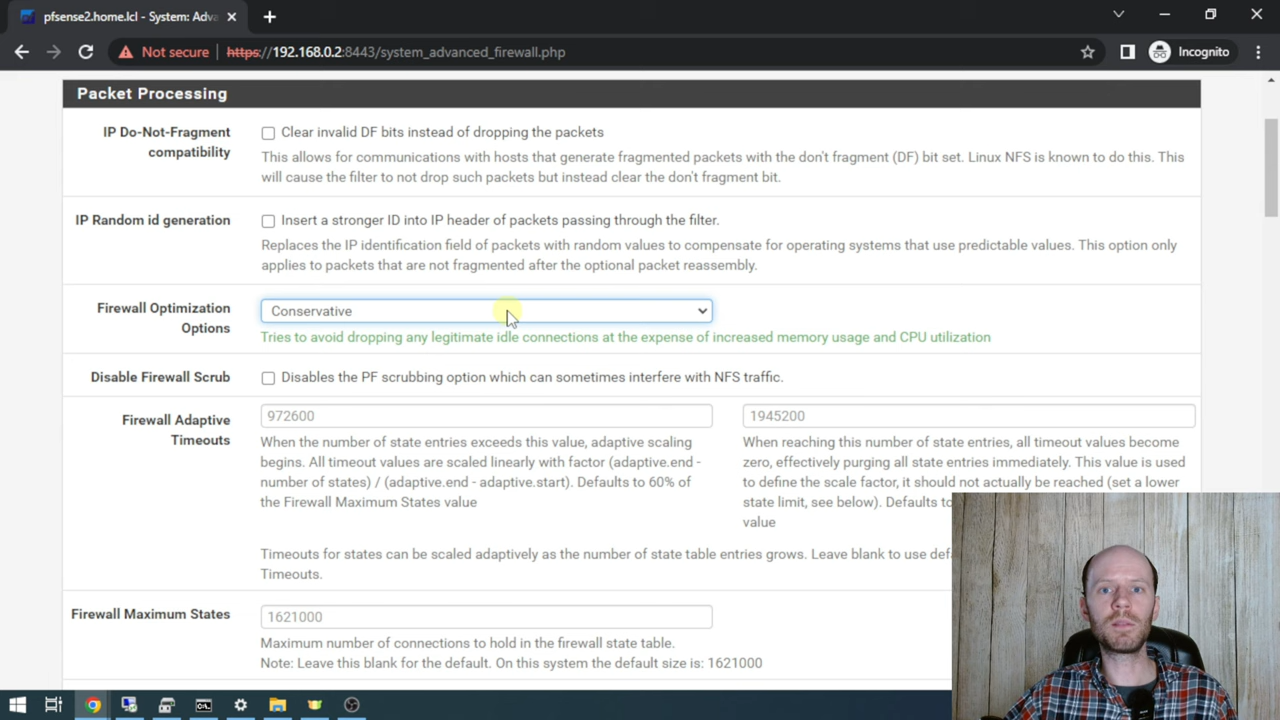 pfsense2.home.lcl - System: Adva
Not secure
https://192.168.0.2:8443/system_advanced_firewall.php
Incognito
Packet Processing
IP Do-Not-Fragment
compatibility
Clear invalid DF bits instead of dropping the packets
This allows for communications with hosts that generate fragmented packets with the don't fragment (DF) bit set. Linux NFS is known to do this. This
will cause the filter to not drop such packets but instead clear the don't fragment bit.
IP Random id generation
Insert a stronger ID into IP header of packets passing through the filter.
Replaces the IP identification field of packets with random values to compensate for operating systems that use predictable values. This option only
applies to packets that are not fragmented after the optional packet reassembly.
Firewall Optimization
Options
Conservative
Tries to avoid dropping any legitimate idle connections at the expense of increased memory usage and CPU utilization
Disable Firewall Scrub
Disables the PF scrubbing option which can sometimes interfere with NFS traffic.
Firewall Adaptive
Timeouts
972600
When the number of state entries exceeds this value, adaptive scaling
begins. All timeout values are scaled linearly with factor (adaptive.end -
number of states) / (adaptive.end - adaptive.start). Defaults to 60% of
the Firewall Maximum States value
1945200
When reaching this number of state entries, all timeout values become
zero, effectively purging all state entries immediately. This value is used
to define the scale factor, it should not actually be reached (set a lower
state limit, see below). Defaults to
value
Timeouts for states can be scaled adaptively as the number of state table entries grows. Leave blank to use
Timeouts.
Firewall Maximum States
1621000
Maximum number of connections to hold in the firewall state table.
Note: Leave this blank for the default. On this system the default size is: 1621000